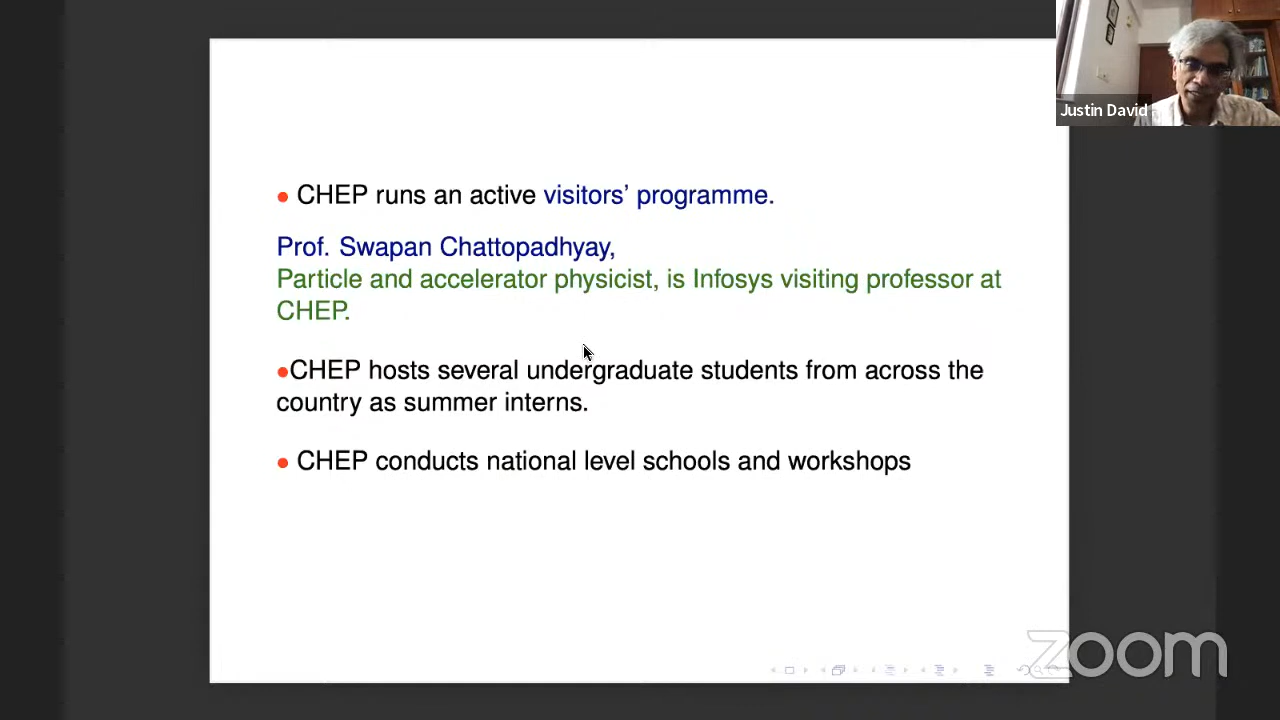 Justin David
• CHEP runs an active visitors’ programme.
Prof. Swapan Chattopadhyay,
Particle and accelerator physicist, is Infosys visiting professor at
CHEP.
•CHEP hosts several undergraduate students from across the
country as summer interns.
• CHEP conducts national level schools and workshops
zoom